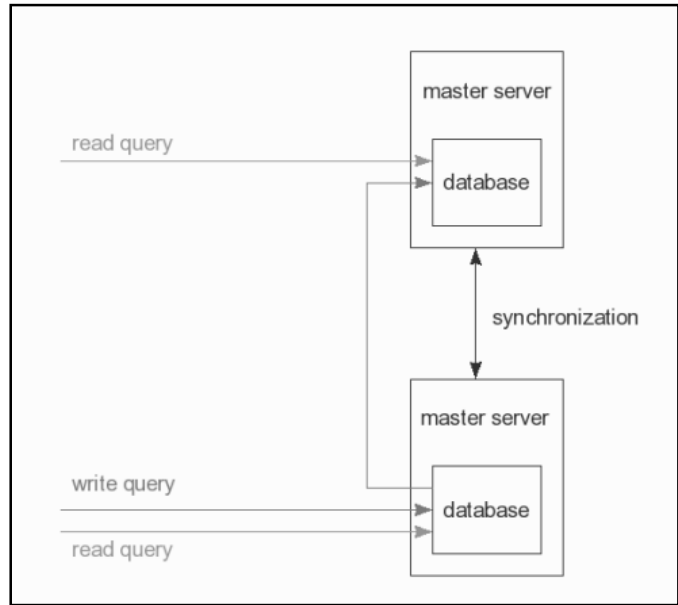 master server
read query
database
synchronization
master server
write query
database
read query